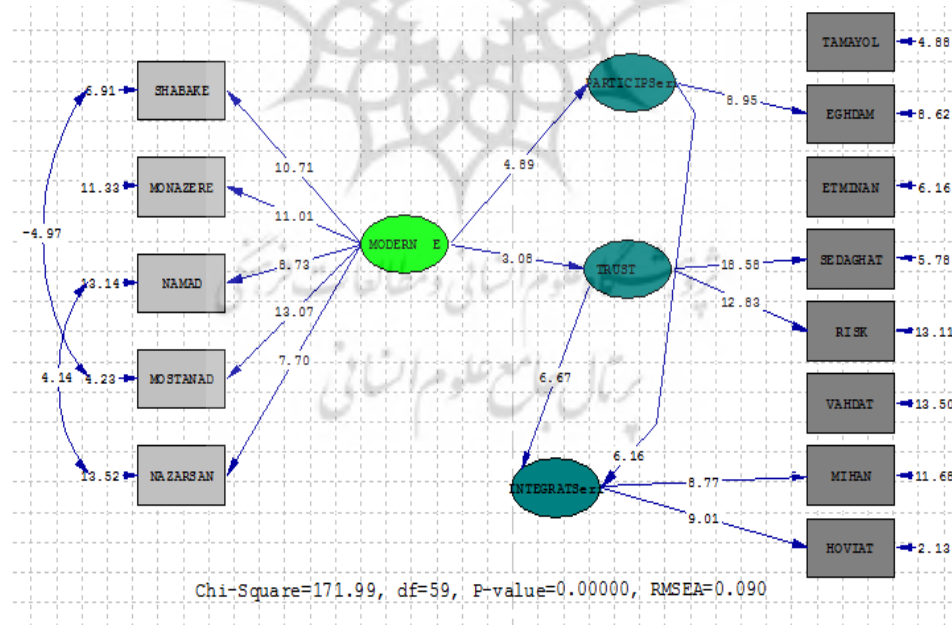 TAMAYOL
4.88
6.91
SHABAKE
PARTICIPSer
8.95
EGHDAM
8.62
10.71
4.89
11.33
MONAZERE
11.01
ETMINAN
6.16
-4.97
MODERN E
8.73
3.08
TRUST
18.58
SEDAGHAT
5.78
13.14
NAMAD
13.07
12.83
RISK
13.11
4.14
4.23
MOSTANAD
7.70
6.67
VAHDAT
13.50
13.52
NAZARSAN
6.16
INTEGRATSer
8.77
MIHAN
11.68
9.01
HOVIAT
2.13
Chi-Square=171.99, df=59, P-value=0.00000, RMSEA=0.090
پرتال جامع علوم انسانی